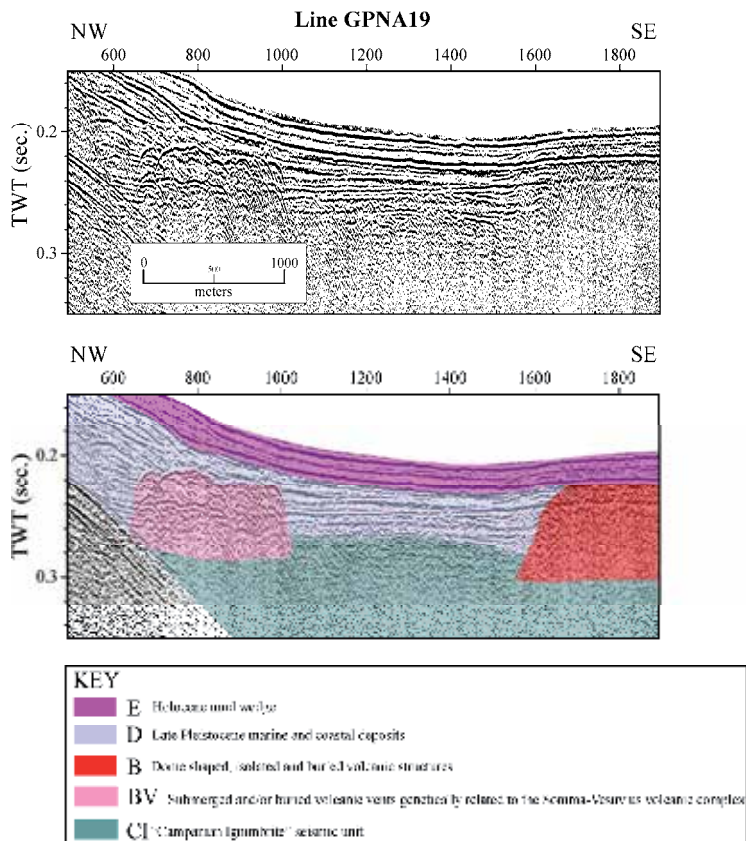 Line GPNA19
NW SE
600 800 1000 1200 1400 1600 1800
TWT (sec.)
0.2
0.3
0 500 1000
meters
NW SE
600 800 1000 1200 1400 1600 1800
TWT (sec.)
0.2
0.3
KEY
E Holocene mud wedge
D Late Pleistocene marine and coastal deposits
B Dome shaped, isolated and buried volcanic structures
BV Submerged and/or buried volcanic vents genetically related to the Somma-Vesuvius volcanic complex
CI "Campanian Ignimbrite" seismic unit